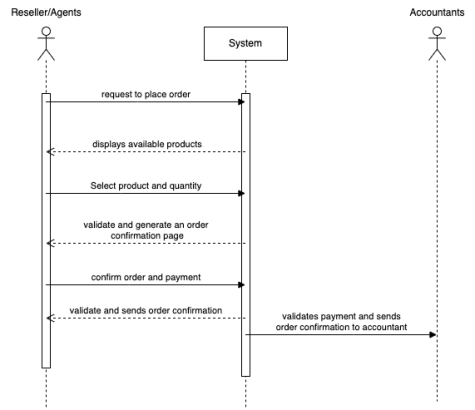 Reseller/Agents
Accountants
System
request to place order
displays available products
Select product and quantity
validate and generate an order
confirmation page
confirm order and payment
validate and sends order confirmation
validates payment and sends
order confirmation to accountant